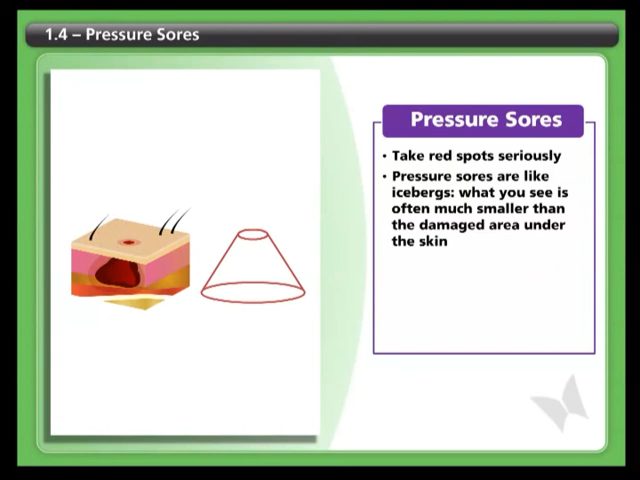 1.4 – Pressure Sores
Pressure Sores
• Take red spots seriously
• Pressure sores are like
icebergs: what you see is
often much smaller than
the damaged area under
the skin